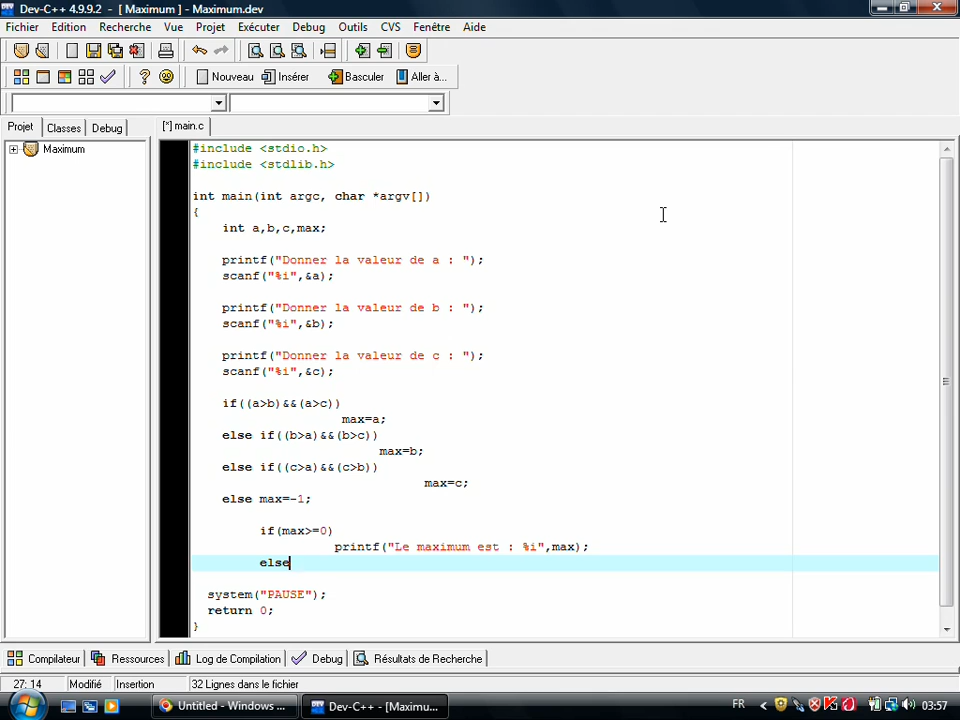 Dev-C++ 4.9.9.2 - [ Maximum ] - Maximum.dev
Fichier Edition Recherche Vue Projet Exécuter Debug Outils CVS Fenêtre Aide
Nouveau Insérer Basculer Aller à...
Projet Classes Debug [*] main.c
Maximum
#include <stdio.h>
#include <stdlib.h>
int main(int argc, char *argv[])
{
int a,b,c,max;
printf("Donner la valeur de a : ");
scanf("%i",&a);
printf("Donner la valeur de b : ");
scanf("%i",&b);
printf("Donner la valeur de c : ");
scanf("%i",&c);
if((a>b)&&(a>c))
max=a;
else if((b>a)&&(b>c))
max=b;
else if((c>a)&&(c>b))
max=c;
else max=-1;
if(max>=0)
printf("Le maximum est : %i",max);
else
system("PAUSE");
return 0;
}
Compilateur Ressources Log de Compilation Debug Résultats de Recherche
27: 14 Modifié Insertion 32 Lignes dans le fichier
Untitled - Windows ... Dev-C++ - [Maximu... FR 03:57